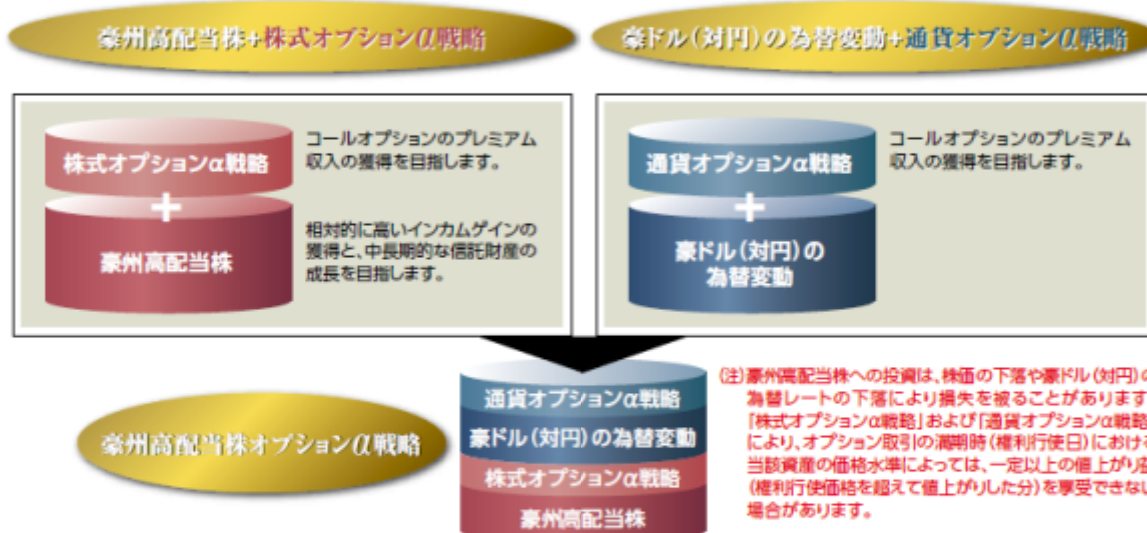 豪州高配当株+株式オプションα戦略
豪ドル(対円)の為替変動+通貨オプションα戦略
株式オプションα戦略
コールオプションのプレミアム
収入の獲得を目指します。
+
豪州高配当株
相対的に高いインカムゲインの
獲得と、中長期的な信託財産の
成長を目指します。
通貨オプションα戦略
コールオプションのプレミアム
収入の獲得を目指します。
+
豪ドル(対円)の
為替変動
豪州高配当株オプションα戦略
通貨オプションα戦略
豪ドル(対円)の為替変動
株式オプションα戦略
豪州高配当株
(注)豪州高配当株への投資は、株価の下落や豪ドル(対円)の
為替レートの下落により損失を被ることがあります
「株式オプションα戦略」および「通貨オプションα戦略
により、オプション取引の満期時(権利行使日)における
当該資産の価格水準によっては、一定以上の値上がり益
(権利行使価格を超えて値上がりした分)を享受できない
場合があります。